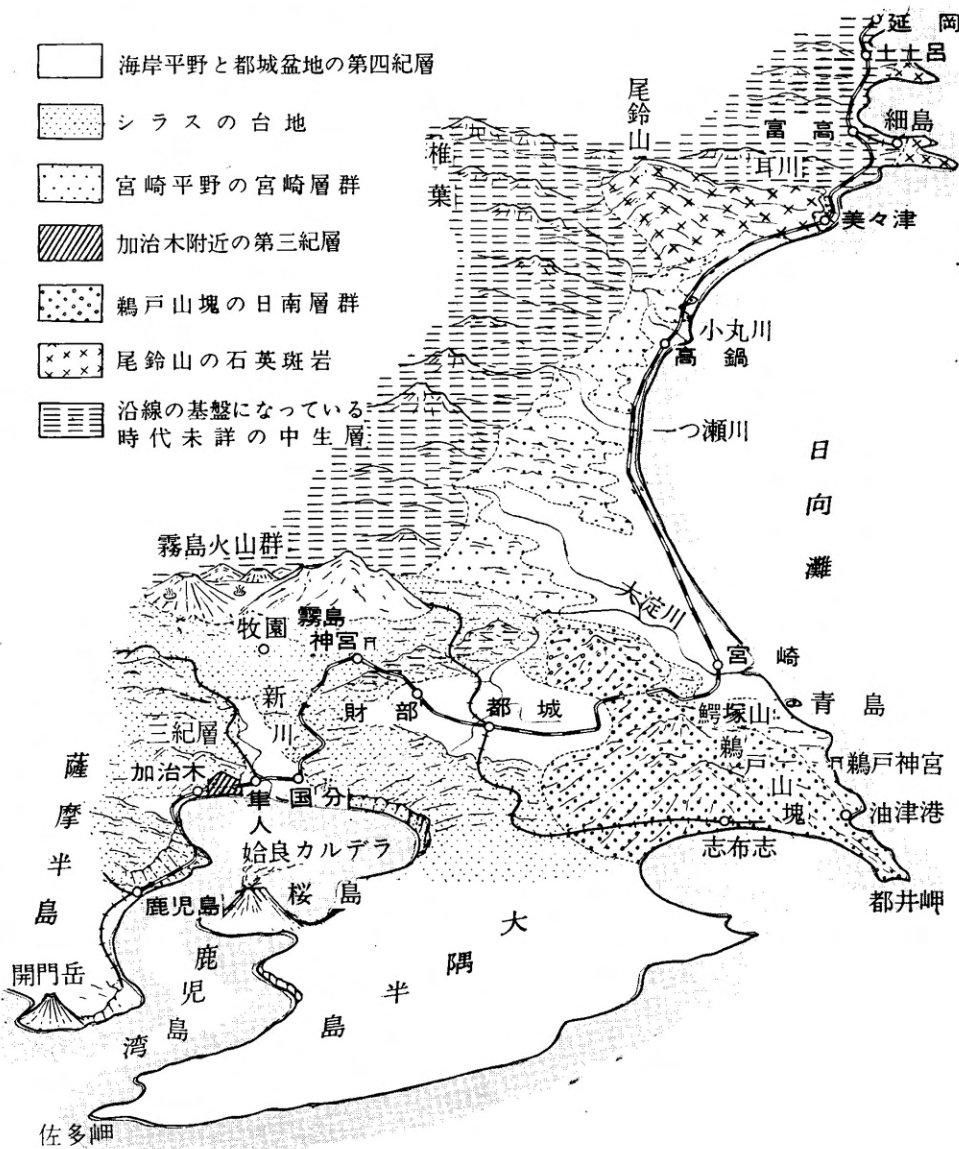 海岸平野と都城盆地の第四紀層
シラスの台地
宮崎平野の宮崎層群
加治木附近の第三紀層
鵜戸山塊の日南層群
尾鈴山の石英斑岩
沿線の基盤になっている
時代未詳の中生層
延岡
土土呂
細島
富高
尾鈴山
椎葉
耳川
美々津
小丸川
高鍋
一つ瀬川
日向灘
霧島火山群
大淀川
牧園
霧島
神宮
宮崎
新川
財部
都城
鰐塚山
青島
三紀層
鵜戸山塊
鵜戸神宮
加治木
隼人
国分
油津港
薩摩半島
姶良カルデラ
志布志
桜島
鹿児島
都井岬
大隅半島
開門岳
鹿児島湾
佐多岬